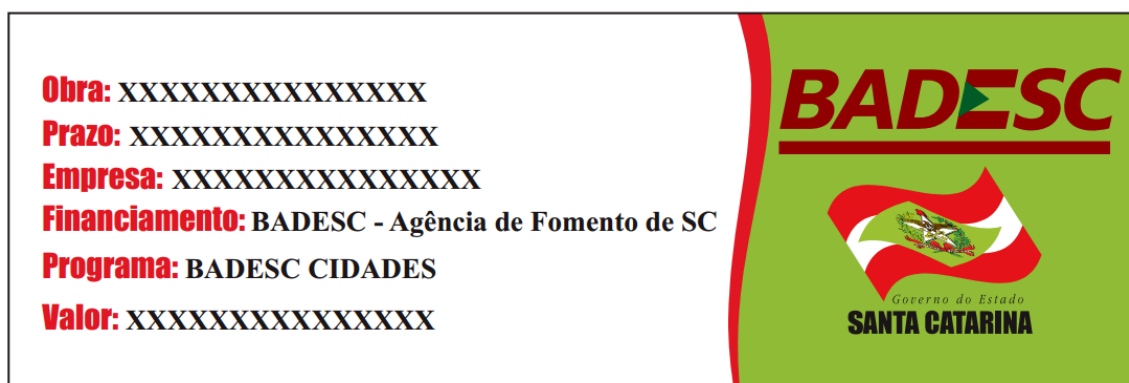 Obra: XXXXXXXXXXXXXXX
Prazo: XXXXXXXXXXXXXXX
Empresa: XXXXXXXXXXXXXXX
Financiamento: BADESC - Agência de Fomento de SC
Programa: BADESC CIDADES
Valor: XXXXXXXXXXXXXXX
BADESC
Governo do Estado
SANTA CATARINA